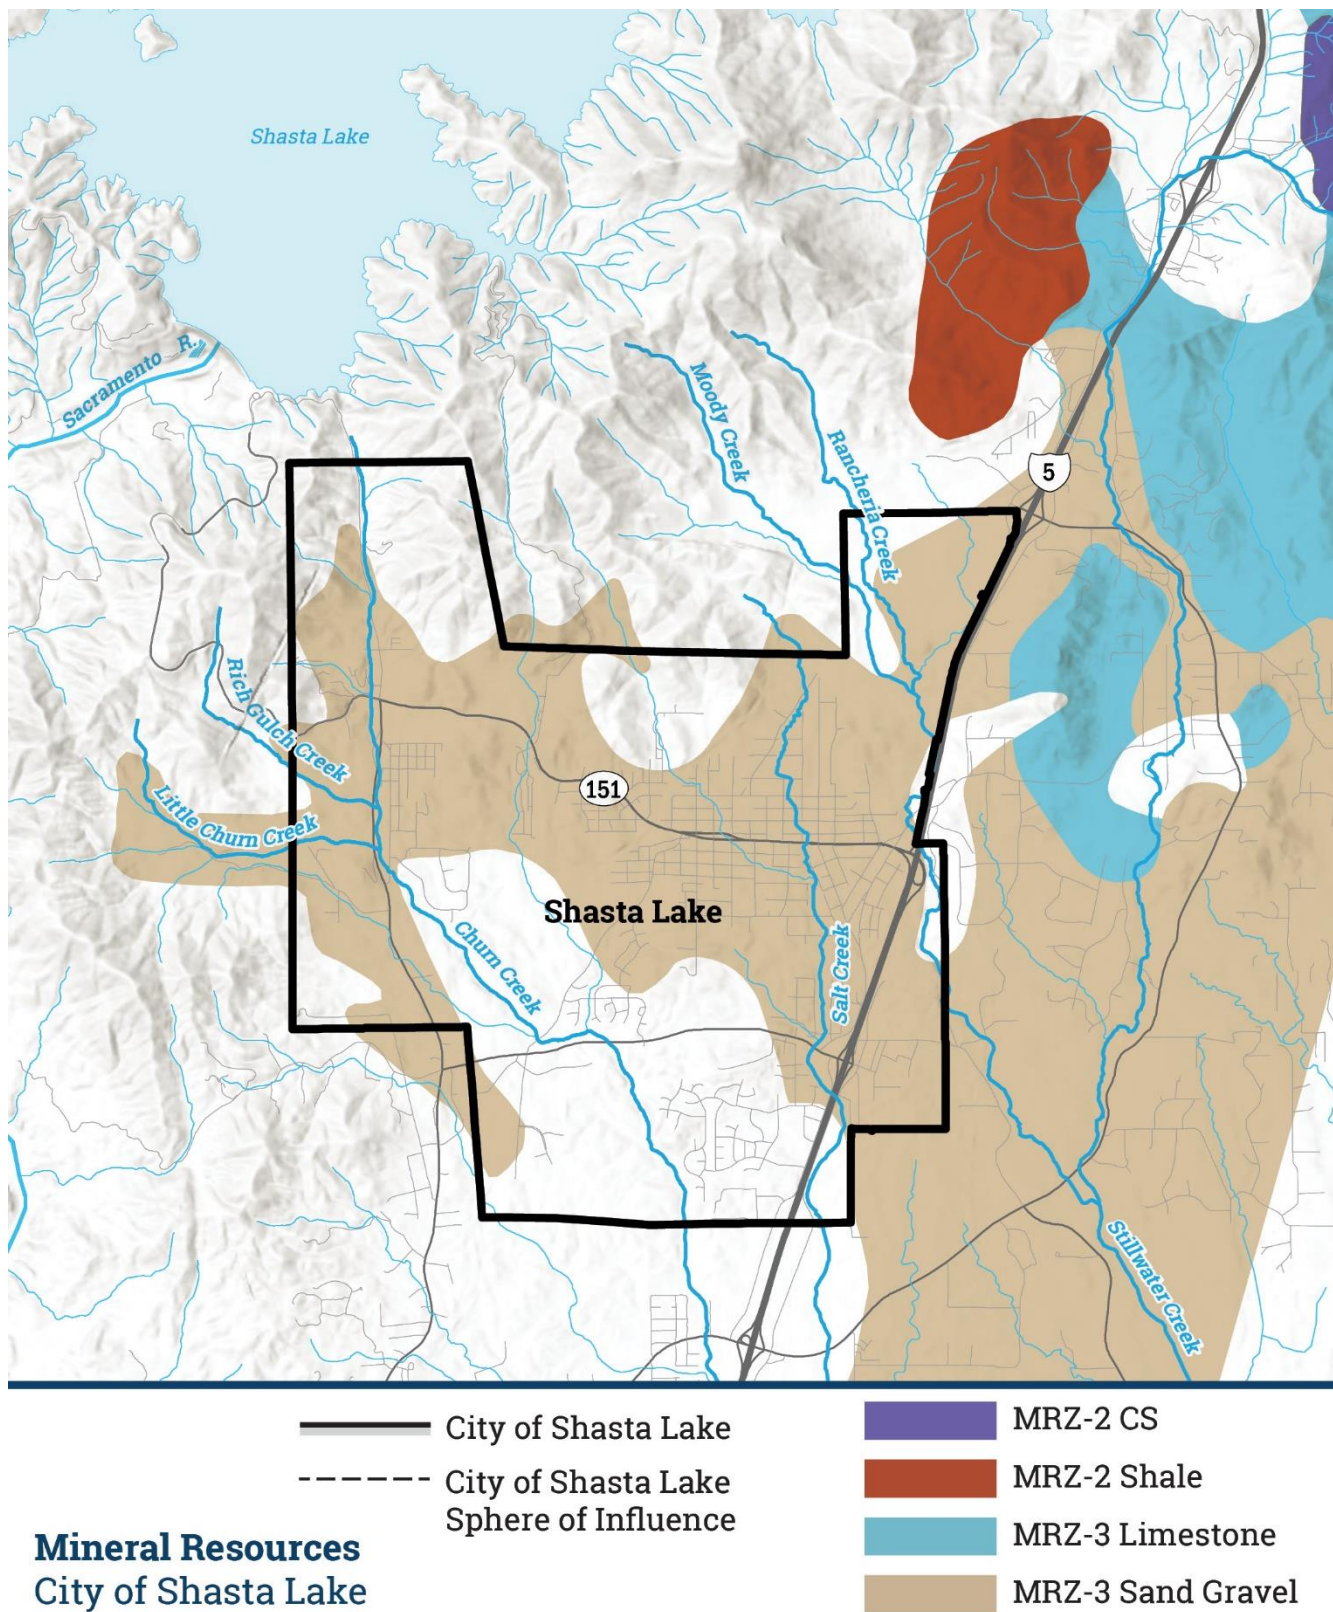 Shasta Lake
Sacramento R.
Moody Creek
Rancheria Creek
5
Rich Gulch Creek
Little Churn Creek
151
Shasta Lake
Churn Creek
Salt Creek
Stillwater Creek
City of Shasta Lake
City of Shasta Lake
Sphere of Influence
Mineral Resources
City of Shasta Lake
MRZ-2 CS
MRZ-2 Shale
MRZ-3 Limestone
MRZ-3 Sand Gravel